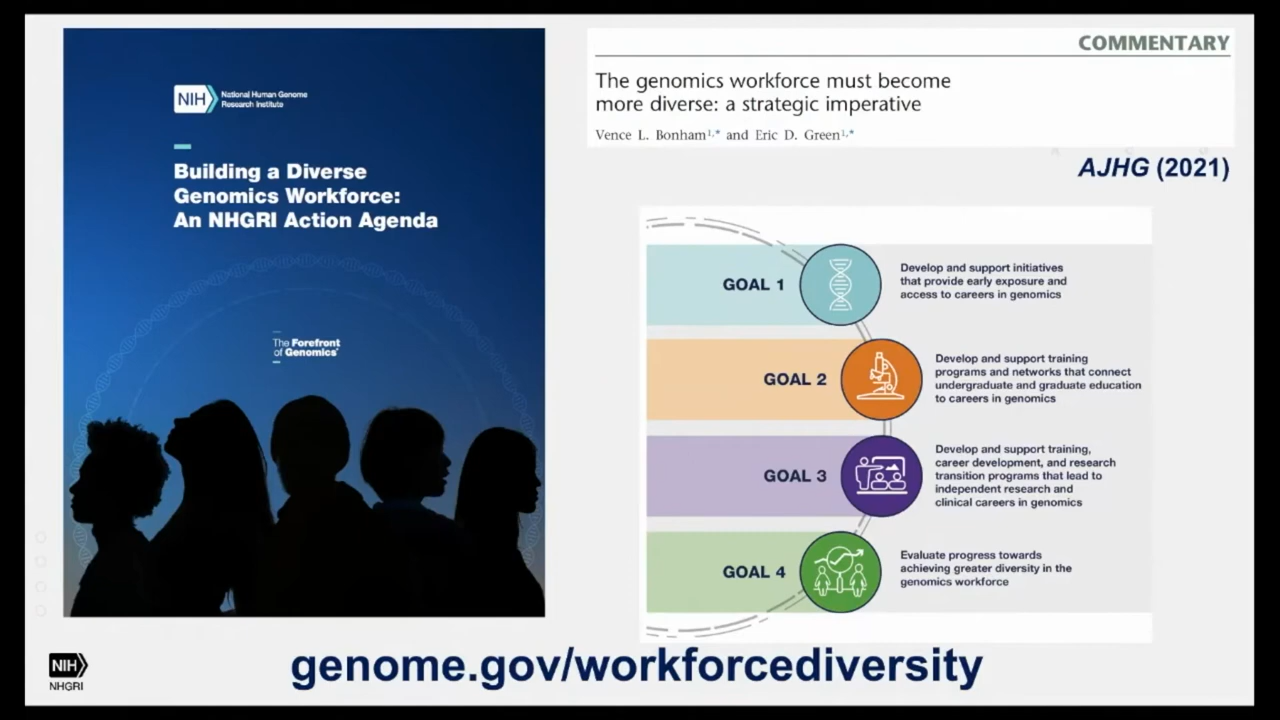 NIH
National Human Genome
Research Institute
Building a Diverse
Genomics Workforce:
An NHGRI Action Agenda
The Forefront
of Genomics®
COMMENTARY
The genomics workforce must become
more diverse: a strategic imperative
Vence L. Bonham1,* and Eric D. Green1,*
AJHG (2021)
GOAL 1
Develop and support initiatives
that provide early exposure and
access to careers in genomics
GOAL 2
Develop and support training
programs and networks that connect
undergraduate and graduate education
to careers in genomics
GOAL 3
Develop and support training,
career development, and research
transition programs that lead to
independent research and
clinical careers in genomics
GOAL 4
Evaluate progress towards
achieving greater diversity in the
genomics workforce
NIH
NHGRI
genome.gov/workforcediversity